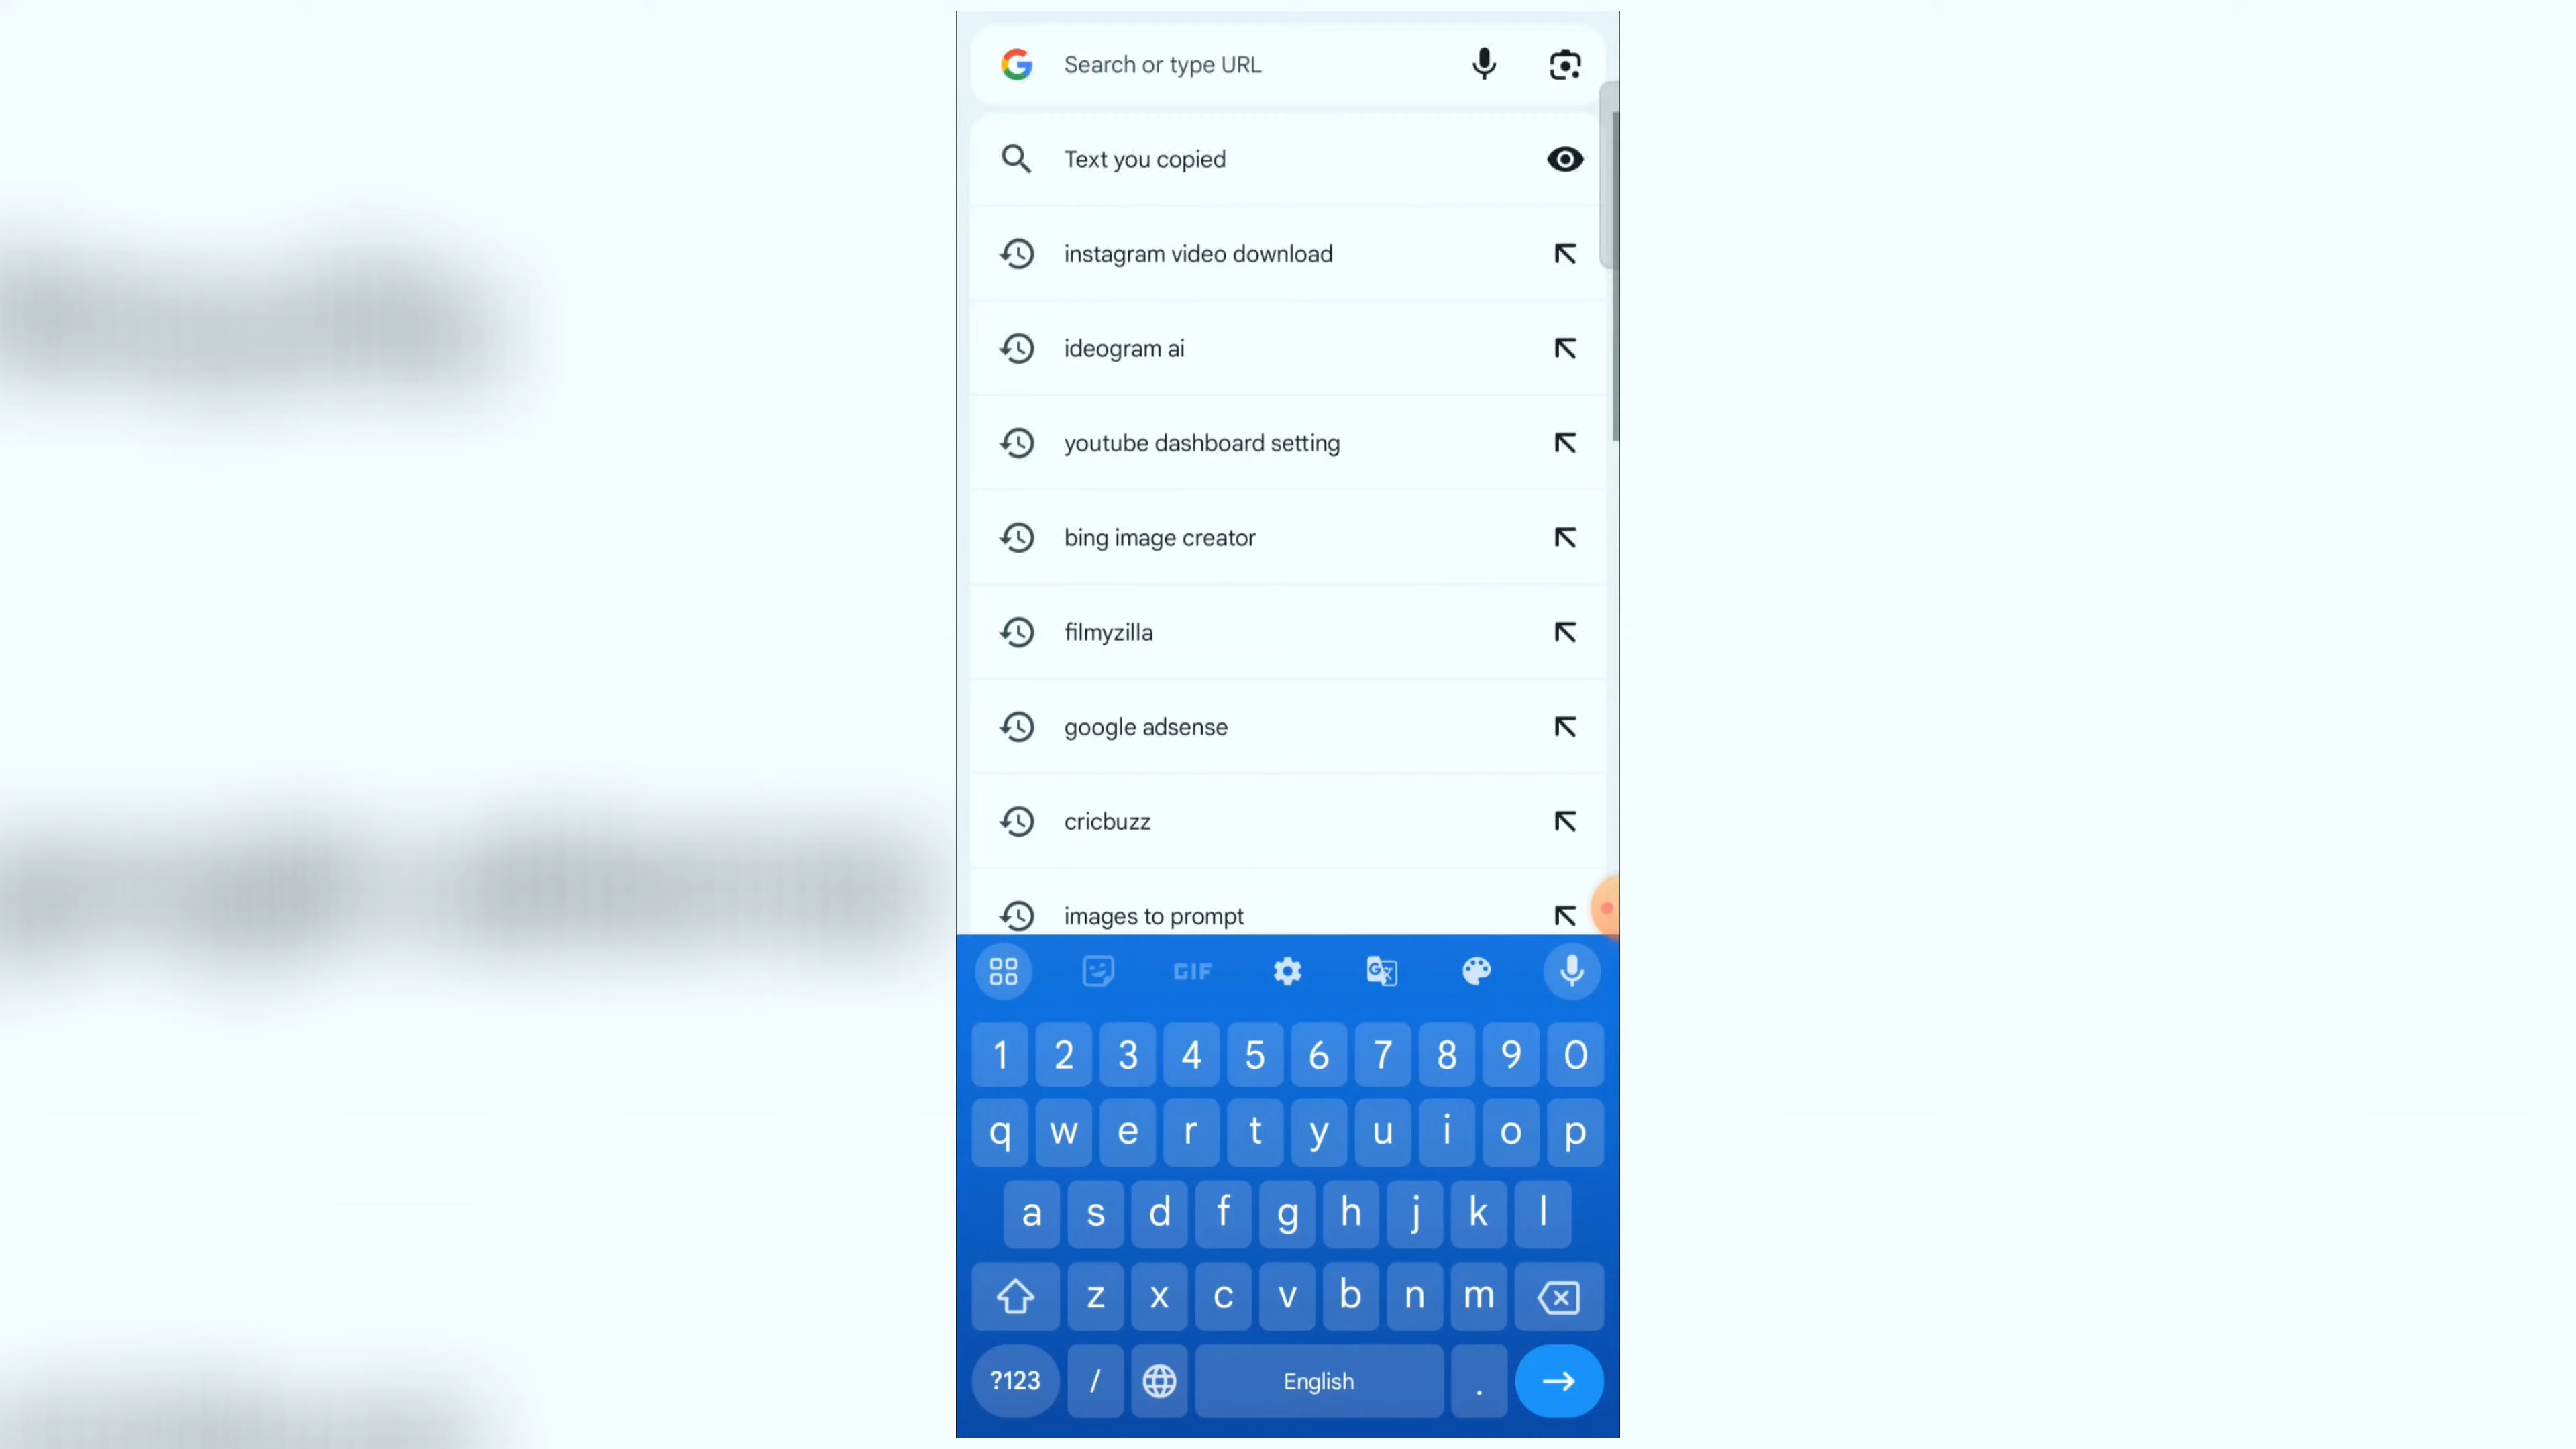 Search or type URL
Text you copied
instagram video download
ideogram ai
youtube dashboard setting
bing image creator
filmyzilla
google adsense
cricbuzz
images to prompt
GIF
1 2 3 4 5 6 7 8 9 0
q w e r t y u i o p
a s d f g h j k l
z x c v b n m
?123 / English .